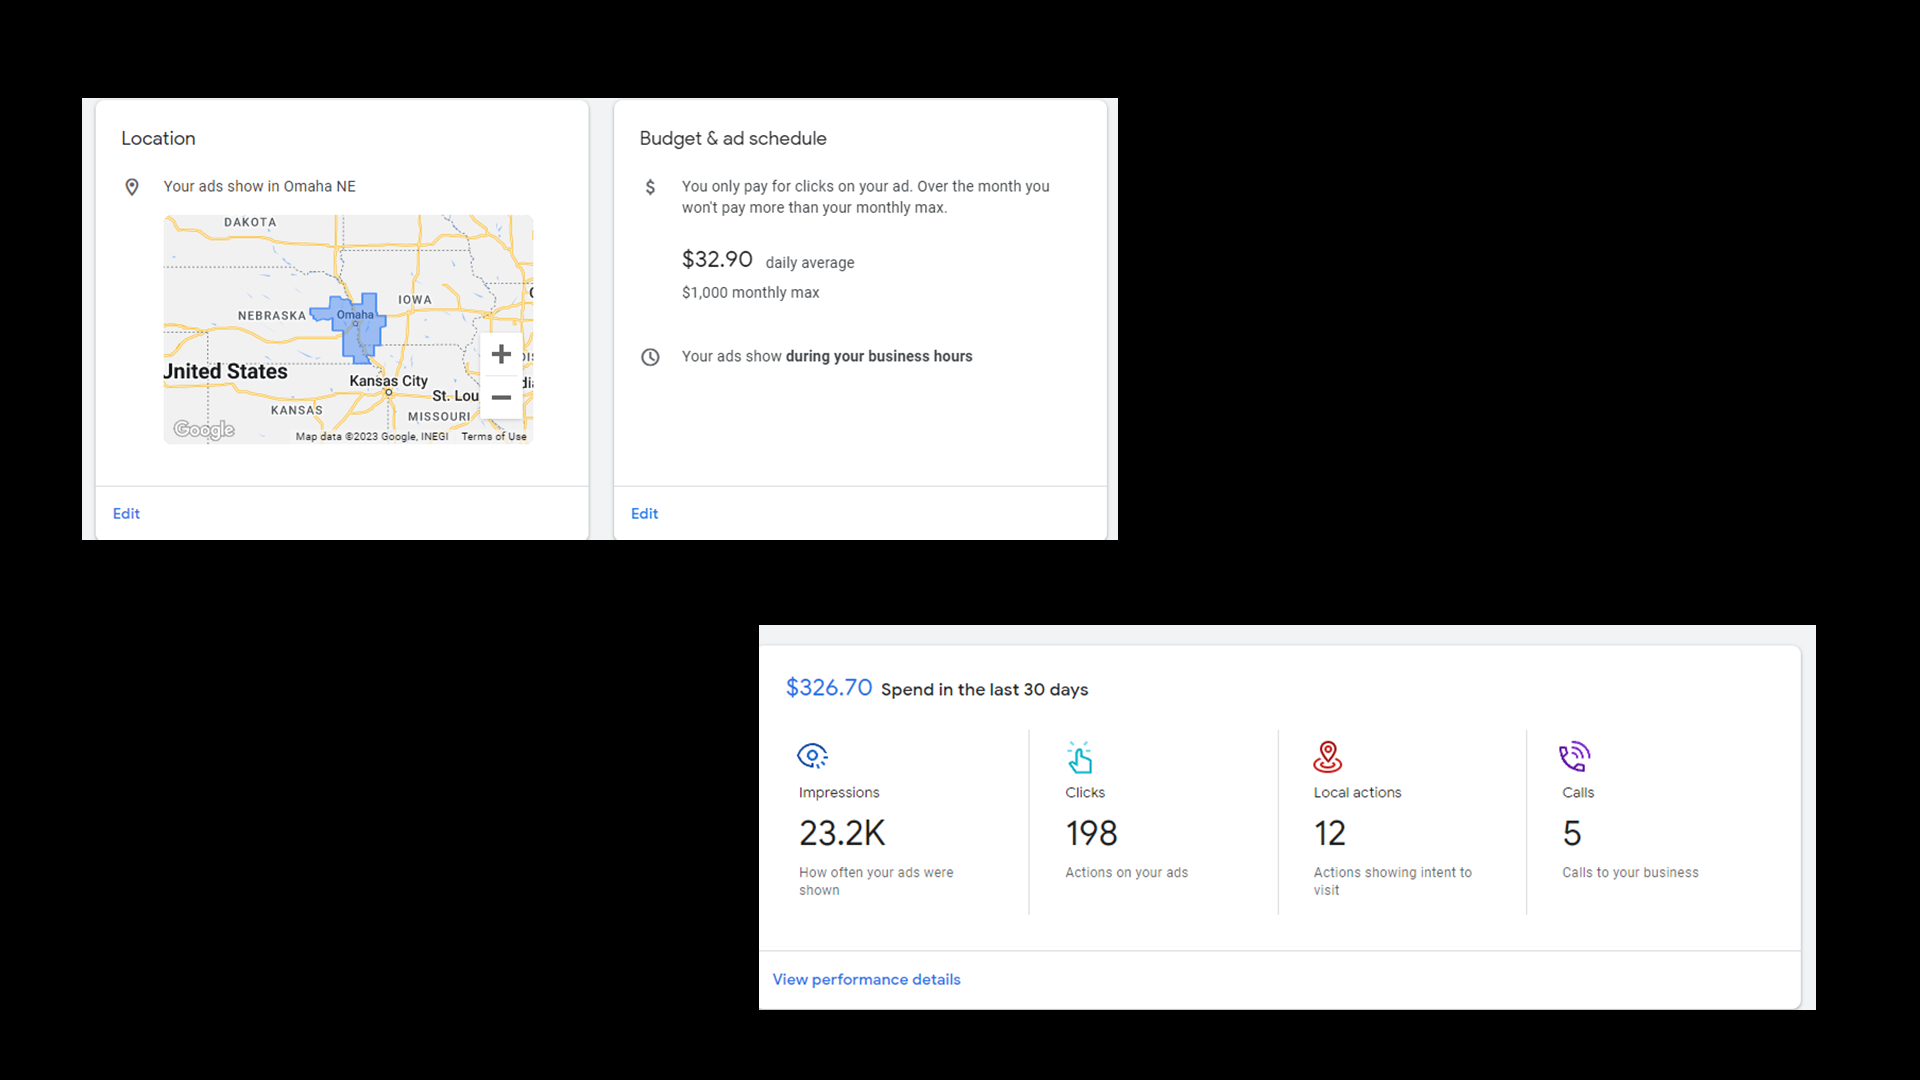 Location
Your ads show in Omaha NE
DAKOTA
IOWA
NEBRASKA
Omaha
United States
Kansas City
St. Lou
KANSAS
MISSOURI
Google
Map data ©2023 Google, INEGI Terms of Use
Edit
Budget & ad schedule
$ You only pay for clicks on your ad. Over the month you
won't pay more than your monthly max.
$32.90 daily average
$1,000 monthly max
Your ads show during your business hours
Edit
$326.70 Spend in the last 30 days
Impressions
23.2K
How often your ads were
shown
Clicks
198
Actions on your ads
Local actions
12
Actions showing intent to
visit
Calls
5
Calls to your business
View performance details